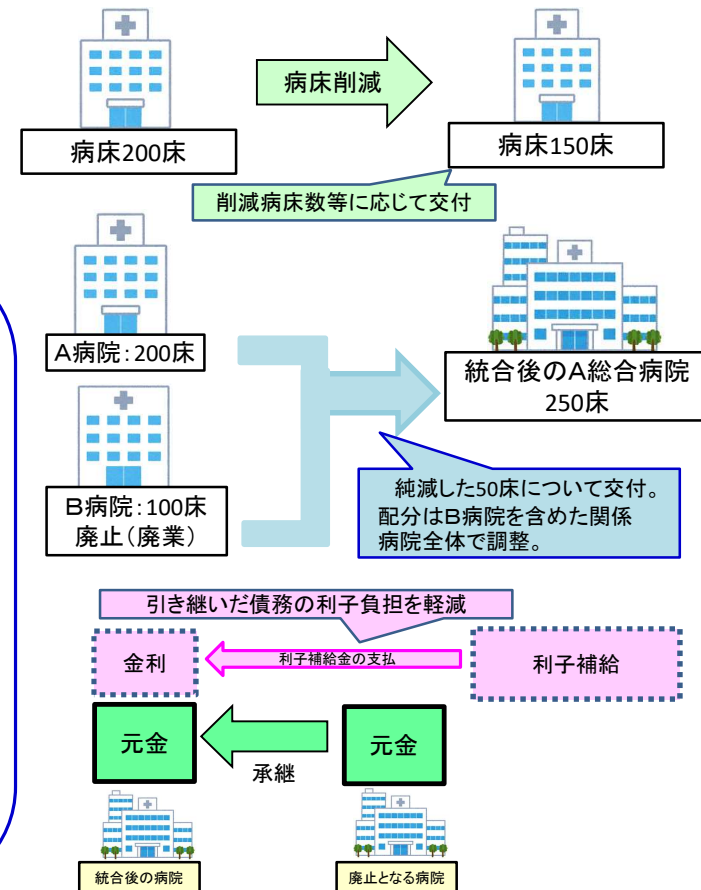 病床削減
病床200床
病床150床
削減病床数等に応じて交付
A病院：200床
統合後のA総合病院
250床
B病院：100床
廃止（廃業）
純減した50床について交付。
配分はB病院を含めた関係
病院全体で調整。
引き継いだ債務の利子負担を軽減
金利
利子補給金の支払
利子補給
元金
承継
元金
統合後の病院
廃止となる病院